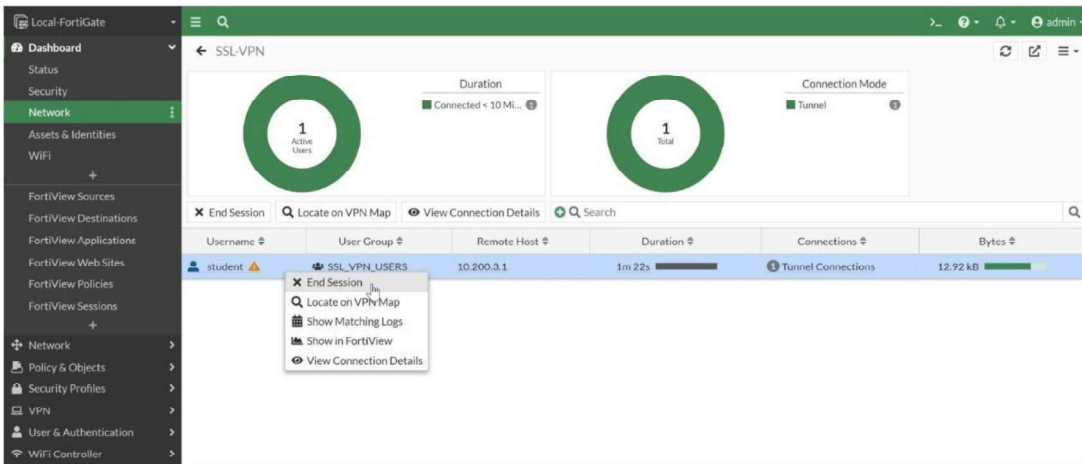 Local-FortiGate
admin
Dashboard
Status
Security
Network
Assets & Identities
WiFi
+
FortiView Sources
FortiView Destinations
FortiView Applications
FortiView Web Sites
FortiView Policies
FortiView Sessions
+
Network
Policy & Objects
Security Profiles
VPN
User & Authentication
WiFi Controller
SSL-VPN
Duration
Connected < 10 Mi... 1
1
Active
Users
Connection Mode
Tunnel 1
1
Total
End Session Locate on VPN Map View Connection Details Search
Username User Group Remote Host Duration Connections Bytes
student SSL_VPN_USERS 10.200.3.1 1m 22s 1 Tunnel Connections 12.92 kB
End Session
Locate on VPN Map
Show Matching Logs
Show in FortiView
View Connection Details